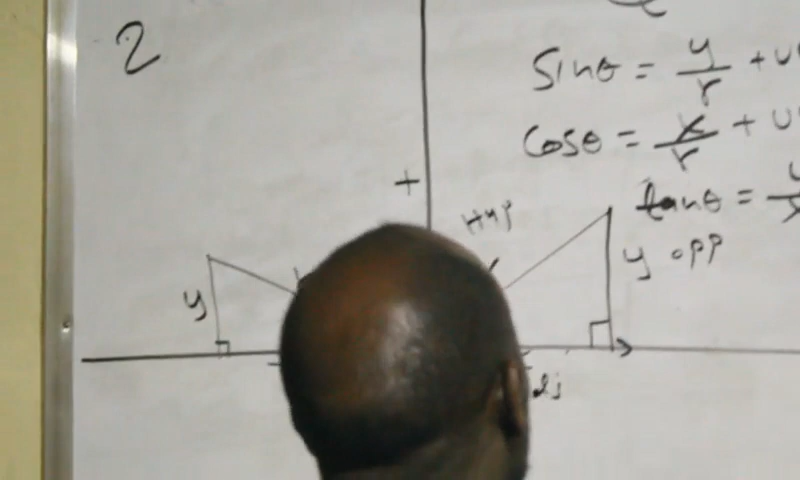 2
Sinθ = y/r +
Cosθ = x/r +
tanθ =
+
Hyp
y
y opp